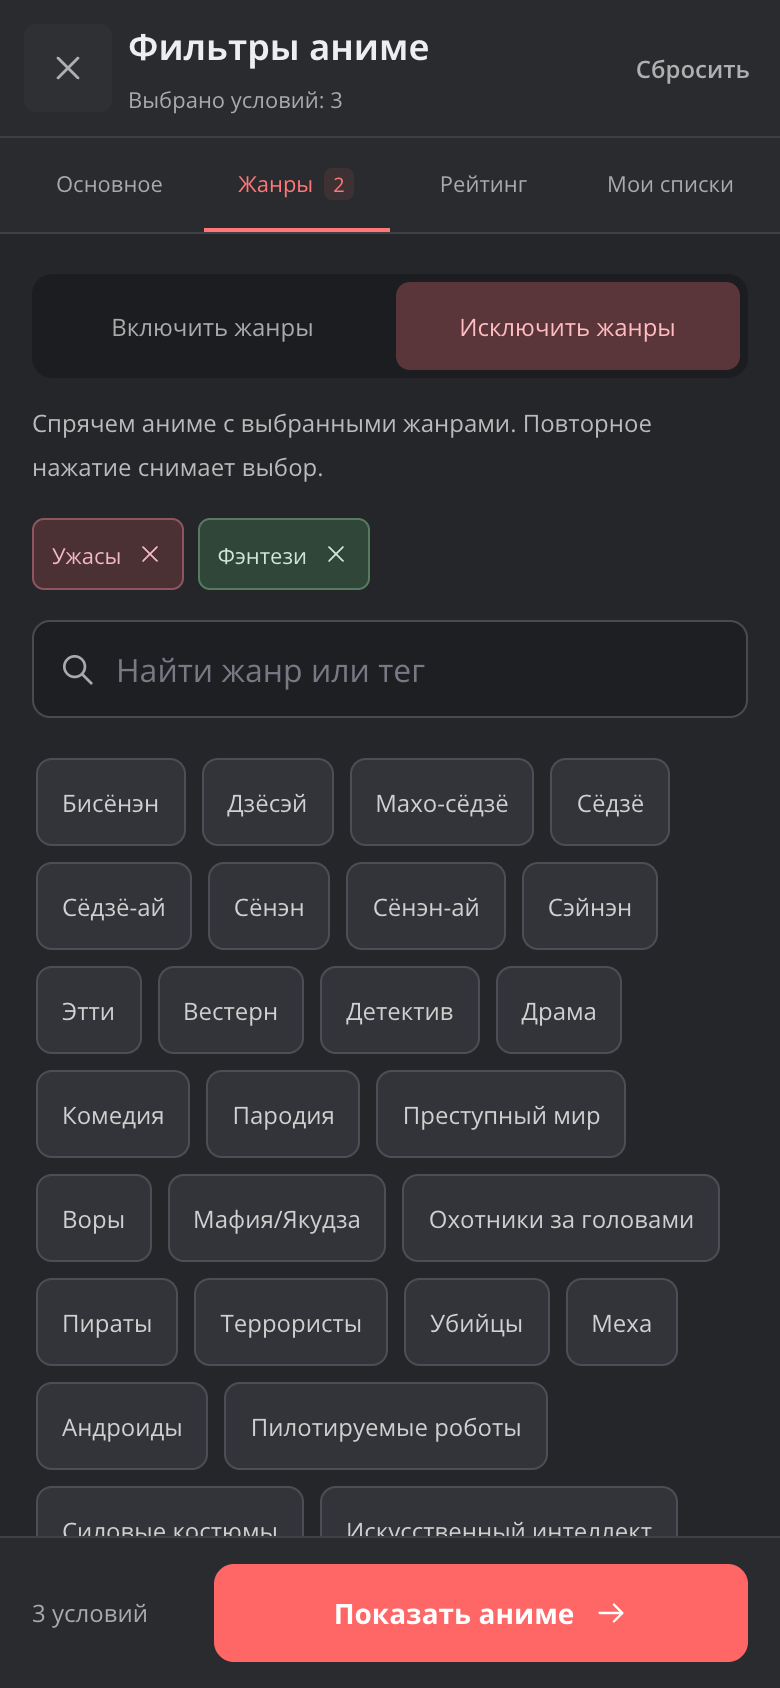 Фильтры аниме
Выбрано условий: 3
Сбросить
Основное
Жанры 2
Рейтинг
Мои списки
Включить жанры
Исключить жанры
Спрячем аниме с выбранными жанрами. Повторное
нажатие снимает выбор.
Ужасы
Фэнтези
Найти жанр или тег
Бисёнэн
Дзёсэй
Махо-сёдзё
Сёдзё
Сёдзё-ай
Сёнэн
Сёнэн-ай
Сэйнэн
Этти
Вестерн
Детектив
Драма
Комедия
Пародия
Преступный мир
Воры
Мафия/Якудза
Охотники за головами
Пираты
Террористы
Убийцы
Меха
Андроиды
Пилотируемые роботы
Силовые костюмы
Искусственный интеллект
3 условий
Показать аниме